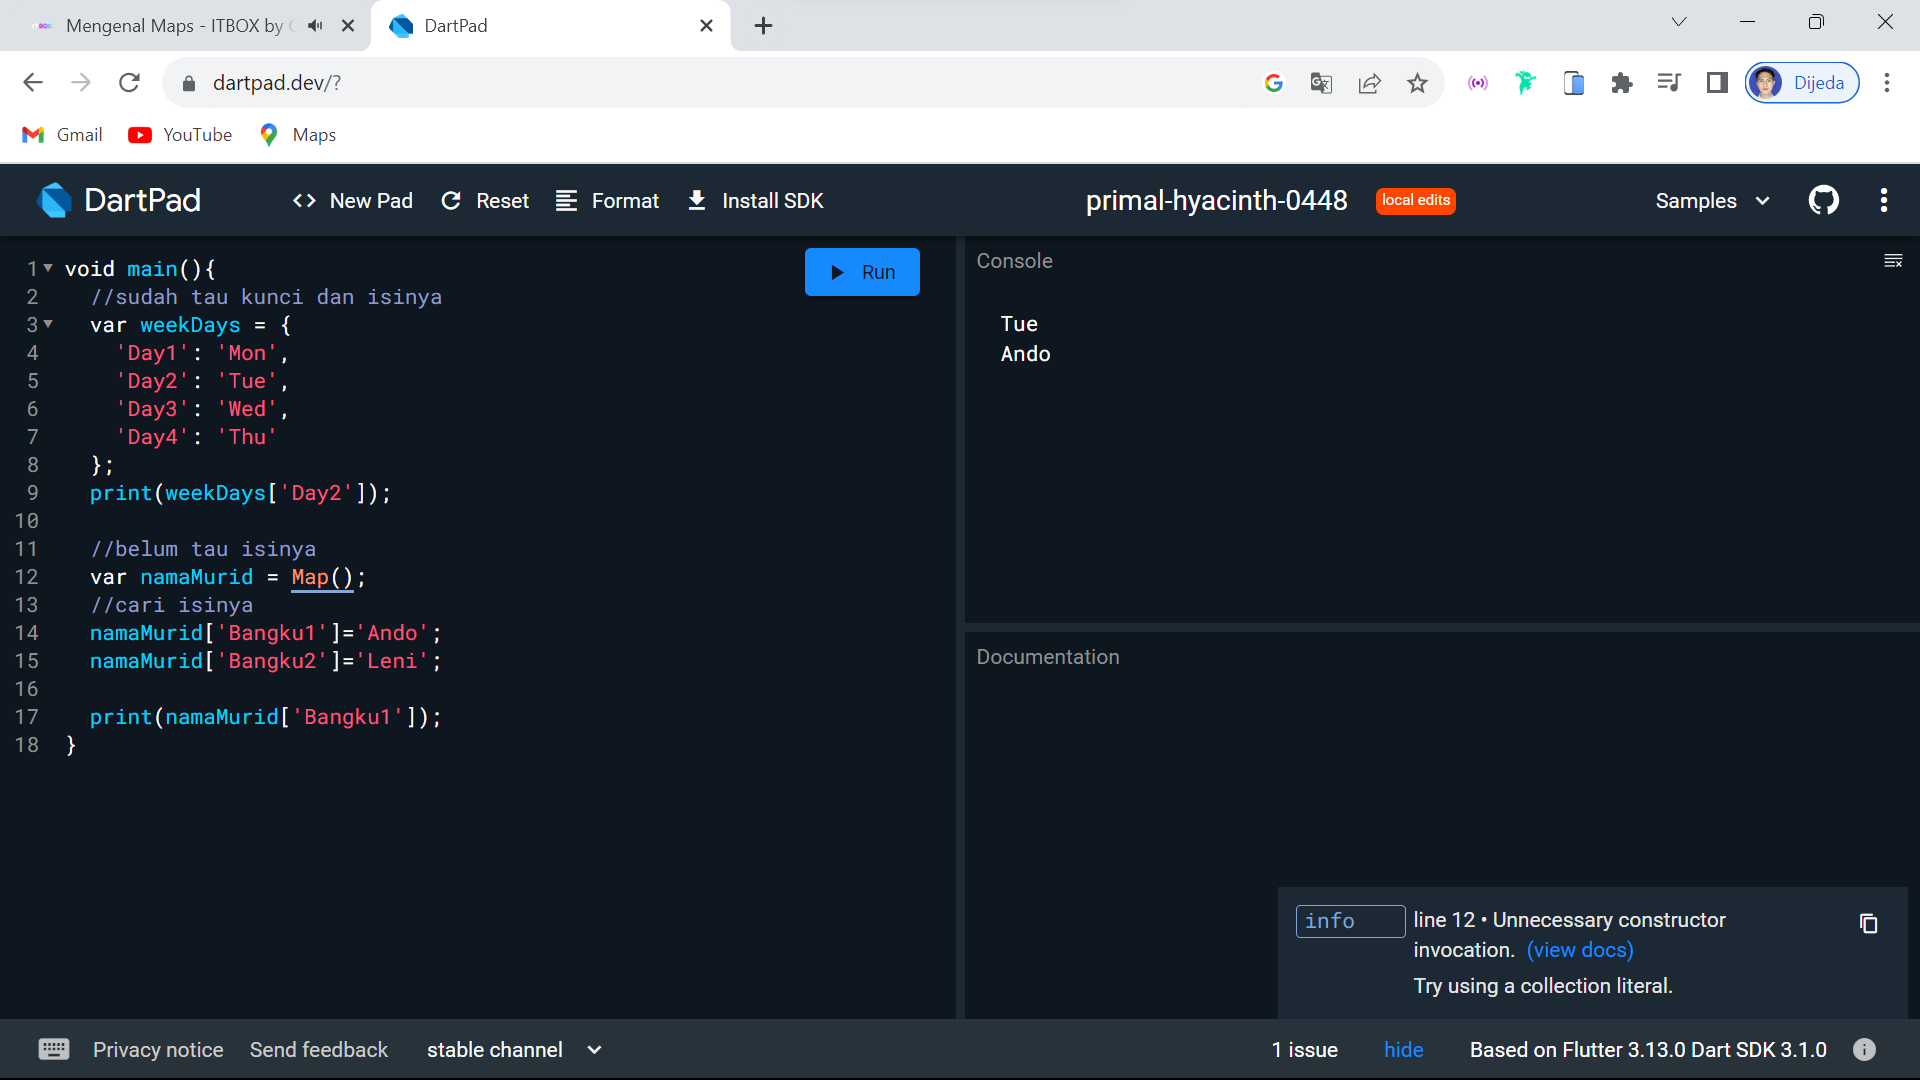 Mengenal Maps - ITBOX by
DartPad
dartpad.dev/?
Dijeda
Gmail
YouTube
Maps
DartPad
<> New Pad
Reset
Format
Install SDK
primal-hyacinth-0448
local edits
Samples
1 void main(){
2 //sudah tau kunci dan isinya
3 var weekDays = {
4 'Day1': 'Mon',
5 'Day2': 'Tue',
6 'Day3': 'Wed',
7 'Day4': 'Thu'
8 };
9 print(weekDays['Day2']);
10
11 //belum tau isinya
12 var namaMurid = Map();
13 //cari isinya
14 namaMurid['Bangku1']='Ando';
15 namaMurid['Bangku2']='Leni';
16
17 print(namaMurid['Bangku1']);
18 }
Run
Console
Tue
Ando
Documentation
info
line 12 • Unnecessary constructor
invocation. (view docs)
Try using a collection literal.
Privacy notice
Send feedback
stable channel
1 issue
hide
Based on Flutter 3.13.0 Dart SDK 3.1.0